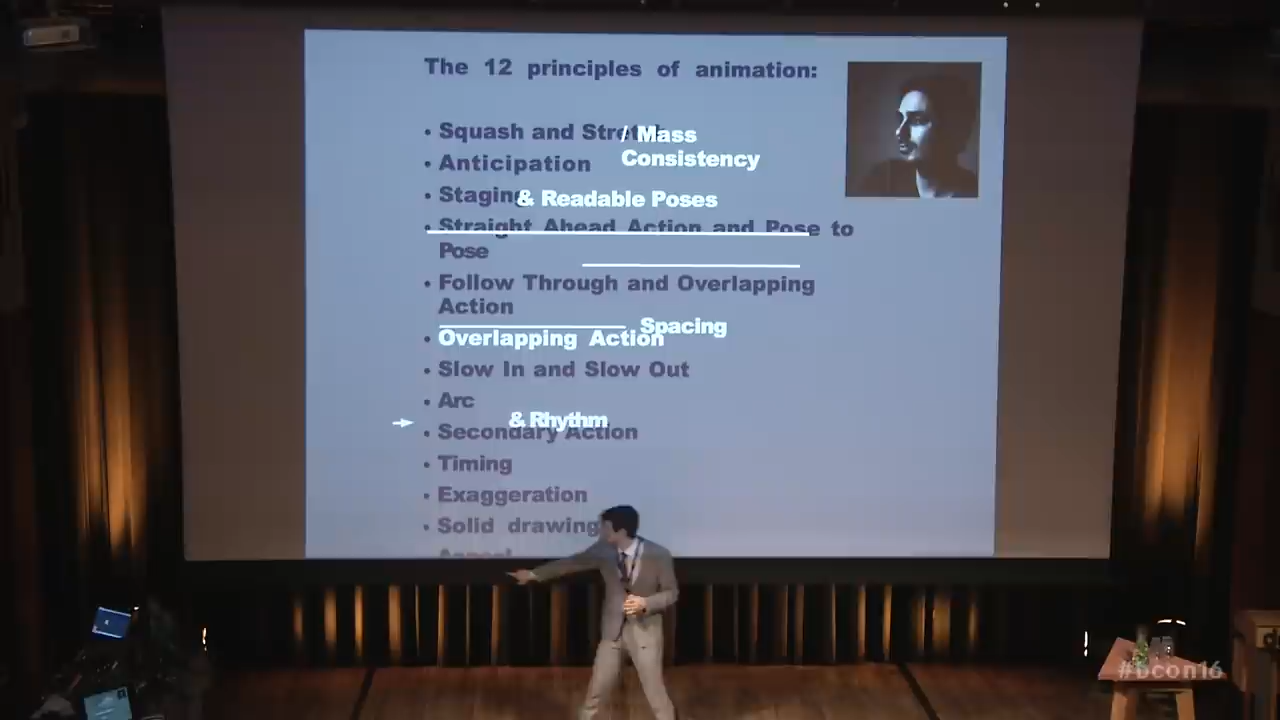 The 12 principles of animation:
• Squash and Stretch / Mass
Consistency
• Anticipation
• Staging & Readable Poses
• Straight Ahead Action and Pose to
Pose
• Follow Through and Overlapping
Action
Spacing
• Overlapping Action
• Slow In and Slow Out
• Arc
& Rhythm
• Secondary Action
• Timing
• Exaggeration
• Solid drawing
Appeal
#bcon16